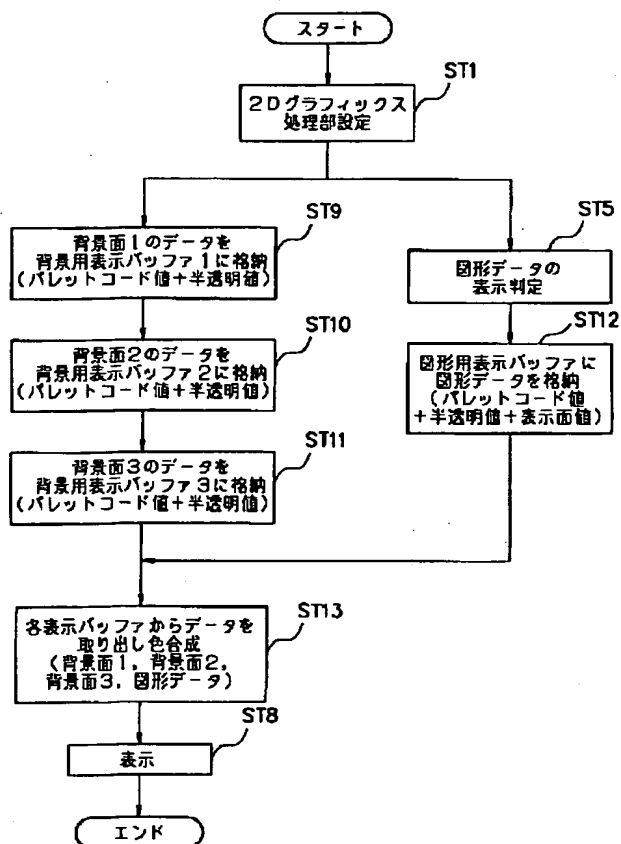 スタート
ST1
2Dグラフィックス
処理部設定
ST9
背景面1のデータを
背景用表示バッファ1に格納
(パレットコード値+半透明値)
ST5
図形データの
表示判定
ST10
背景面2のデータを
背景用表示バッファ2に格納
(パレットコード値+半透明値)
ST12
図形用表示バッファに
図形データを格納
(パレットコード値
+半透明値+表示面値)
ST11
背景面3のデータを
背景用表示バッファ3に格納
(パレットコード値+半透明値)
ST13
各表示バッファからデータを
取り出し色合成
(背景面1,背景面2,
背景面3,図形データ)
ST8
表示
エンド